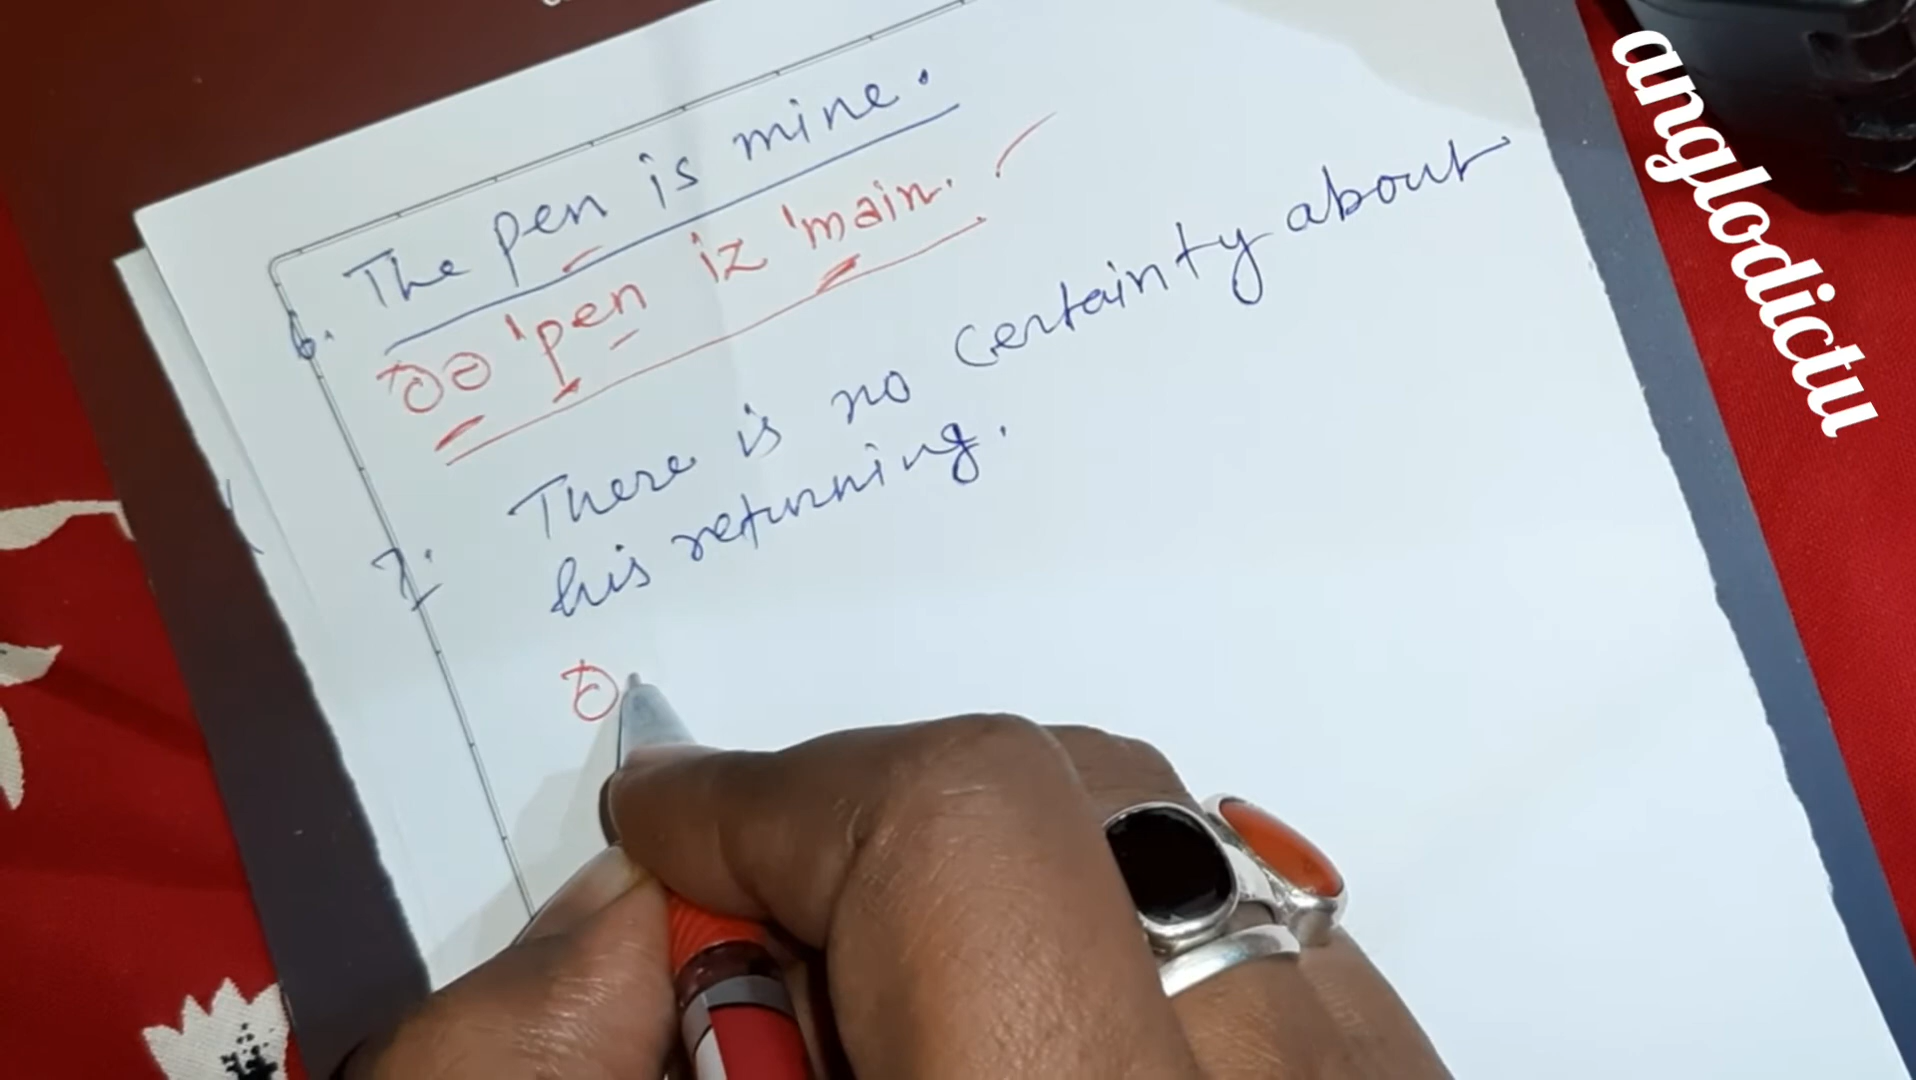 6. The pen is mine.
ðə 'pen iz 'main.
7. There is no certainty about
his returning.
ð
anglodictu